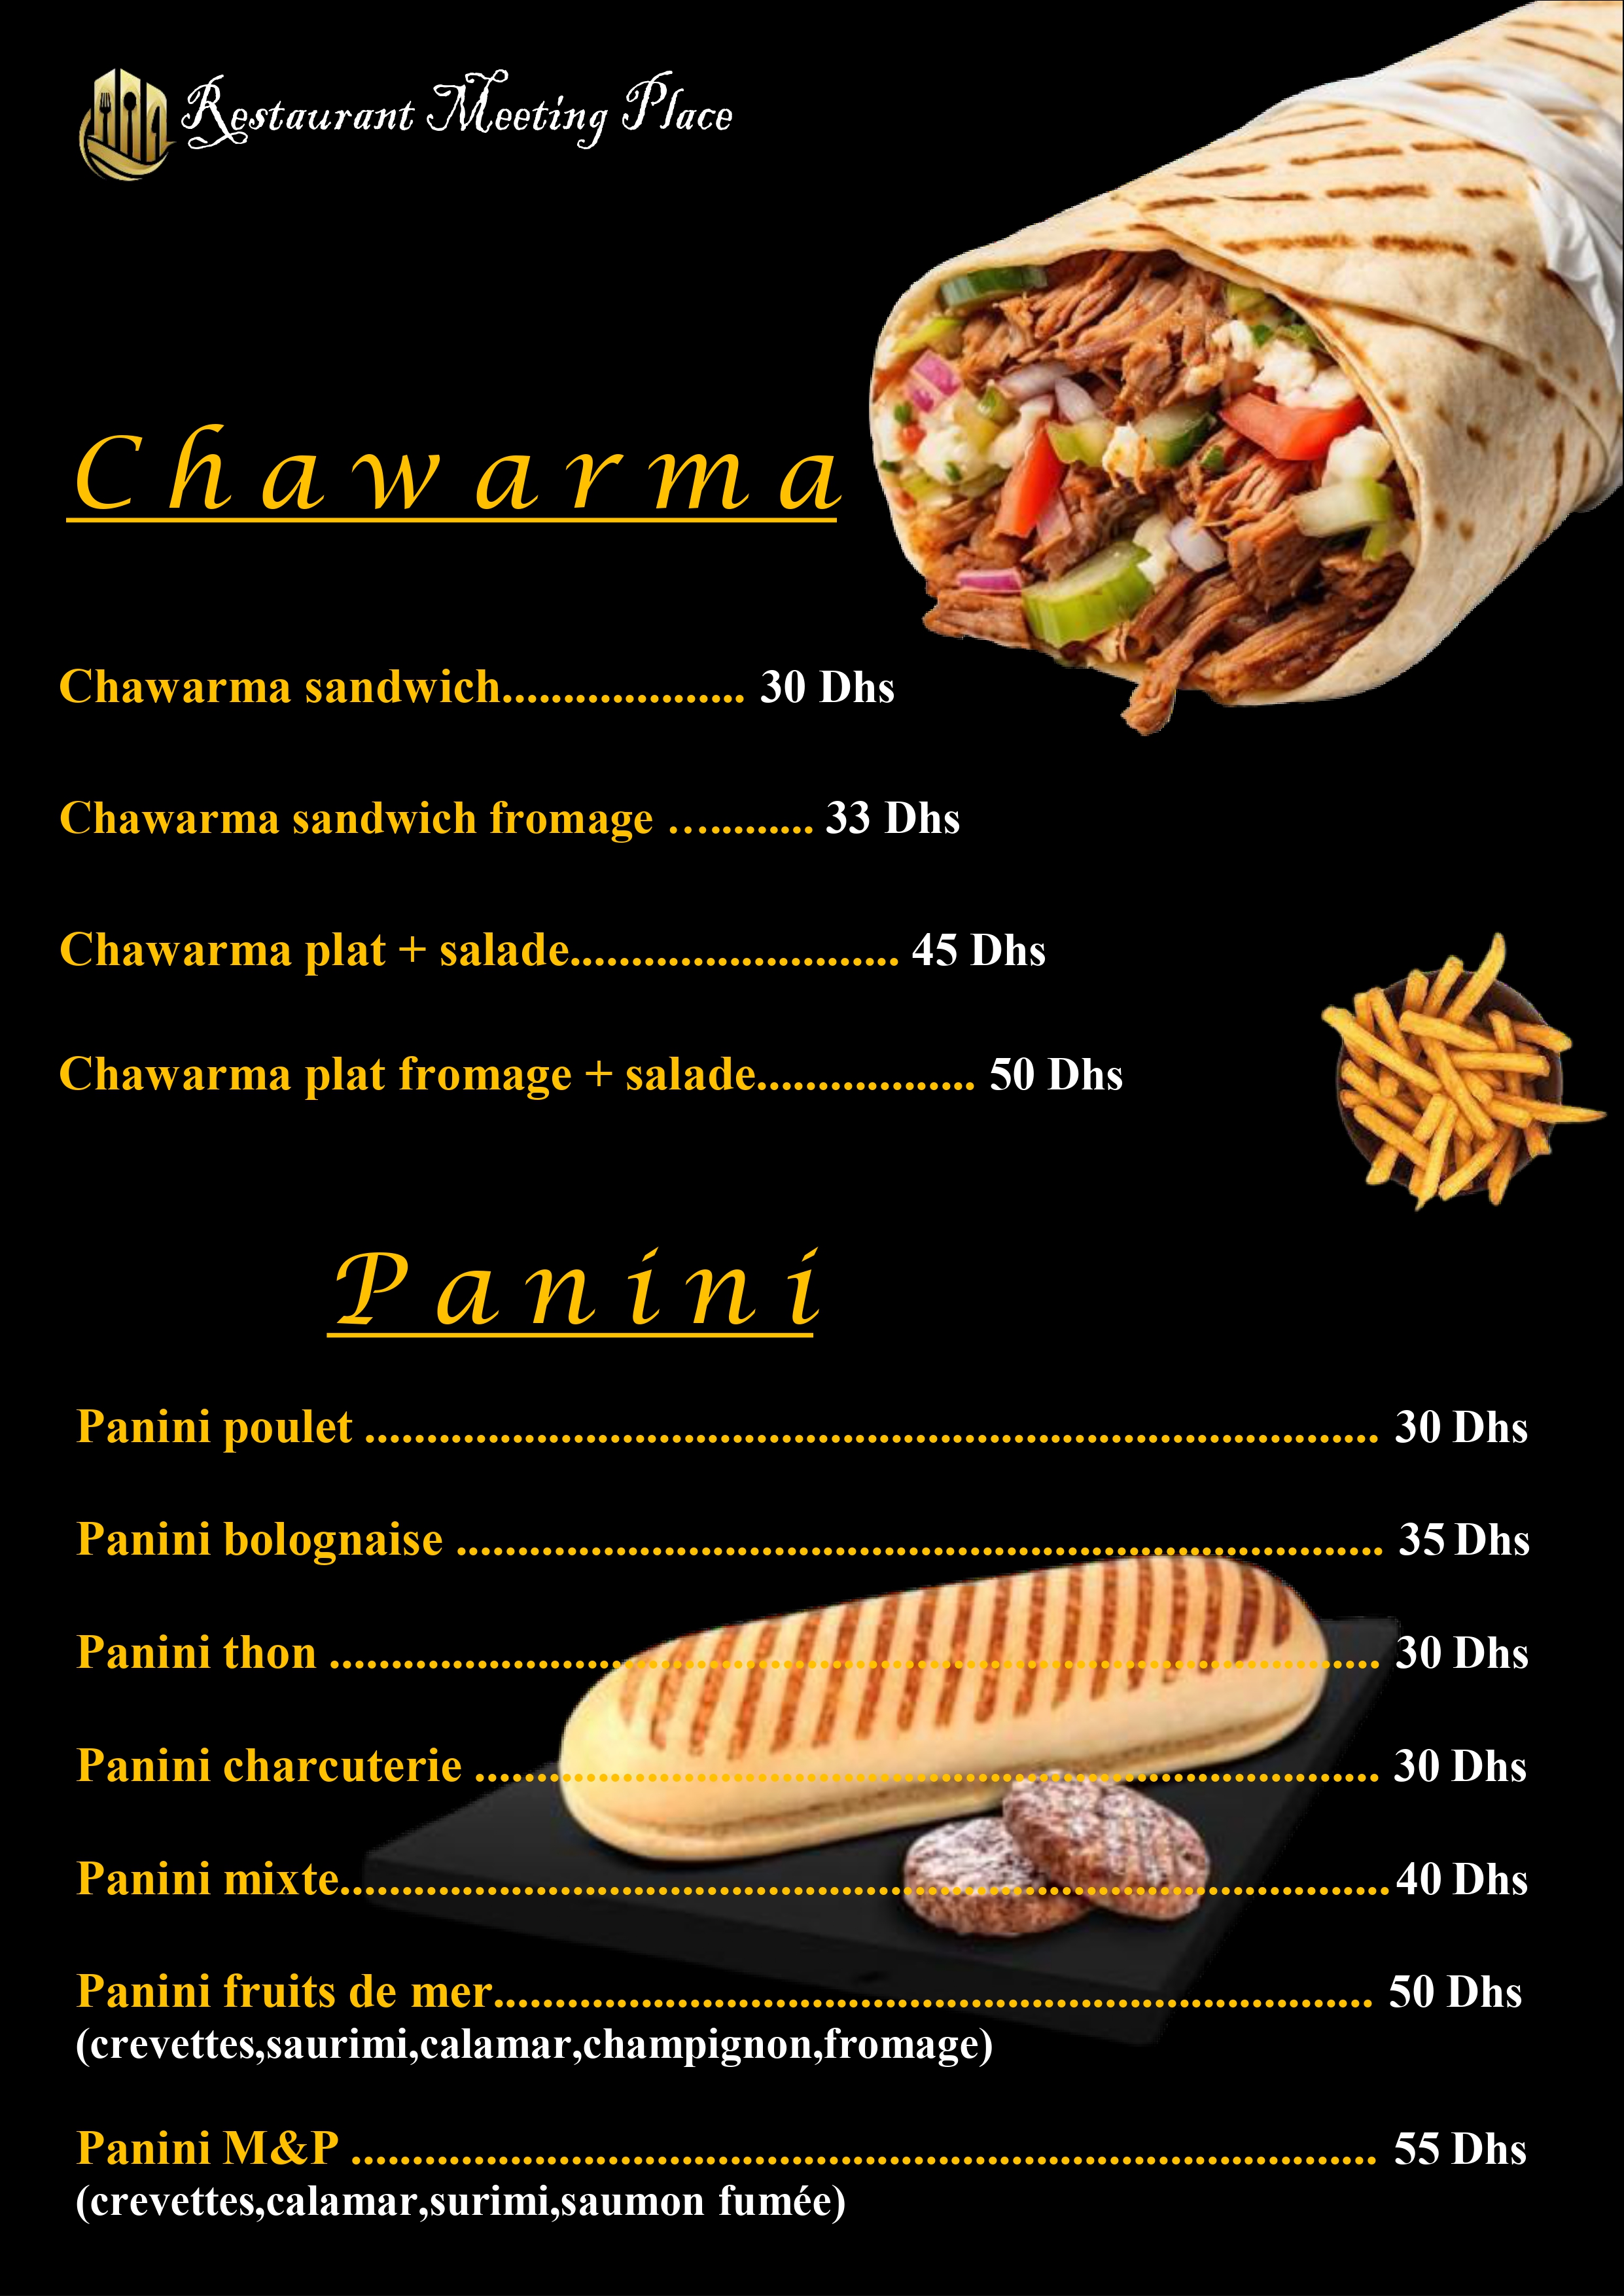 Restaurant Meeting Place
Chawarma
Chawarma sandwich.................... 30 Dhs
Chawarma sandwich fromage …......... 33 Dhs
Chawarma plat + salade........................... 45 Dhs
Chawarma plat fromage + salade.................. 50 Dhs
Panini
Panini poulet ................................................................................... 30 Dhs
Panini bolognaise ............................................................................ 35 Dhs
Panini thon ...................................................................................... 30 Dhs
Panini charcuterie .......................................................................... 30 Dhs
Panini mixte......................................................................................40 Dhs
Panini fruits de mer........................................................................ 50 Dhs
(crevettes,saurimi,calamar,champignon,fromage)
Panini M&P .................................................................................... 55 Dhs
(crevettes,calamar,surimi,saumon fumée)